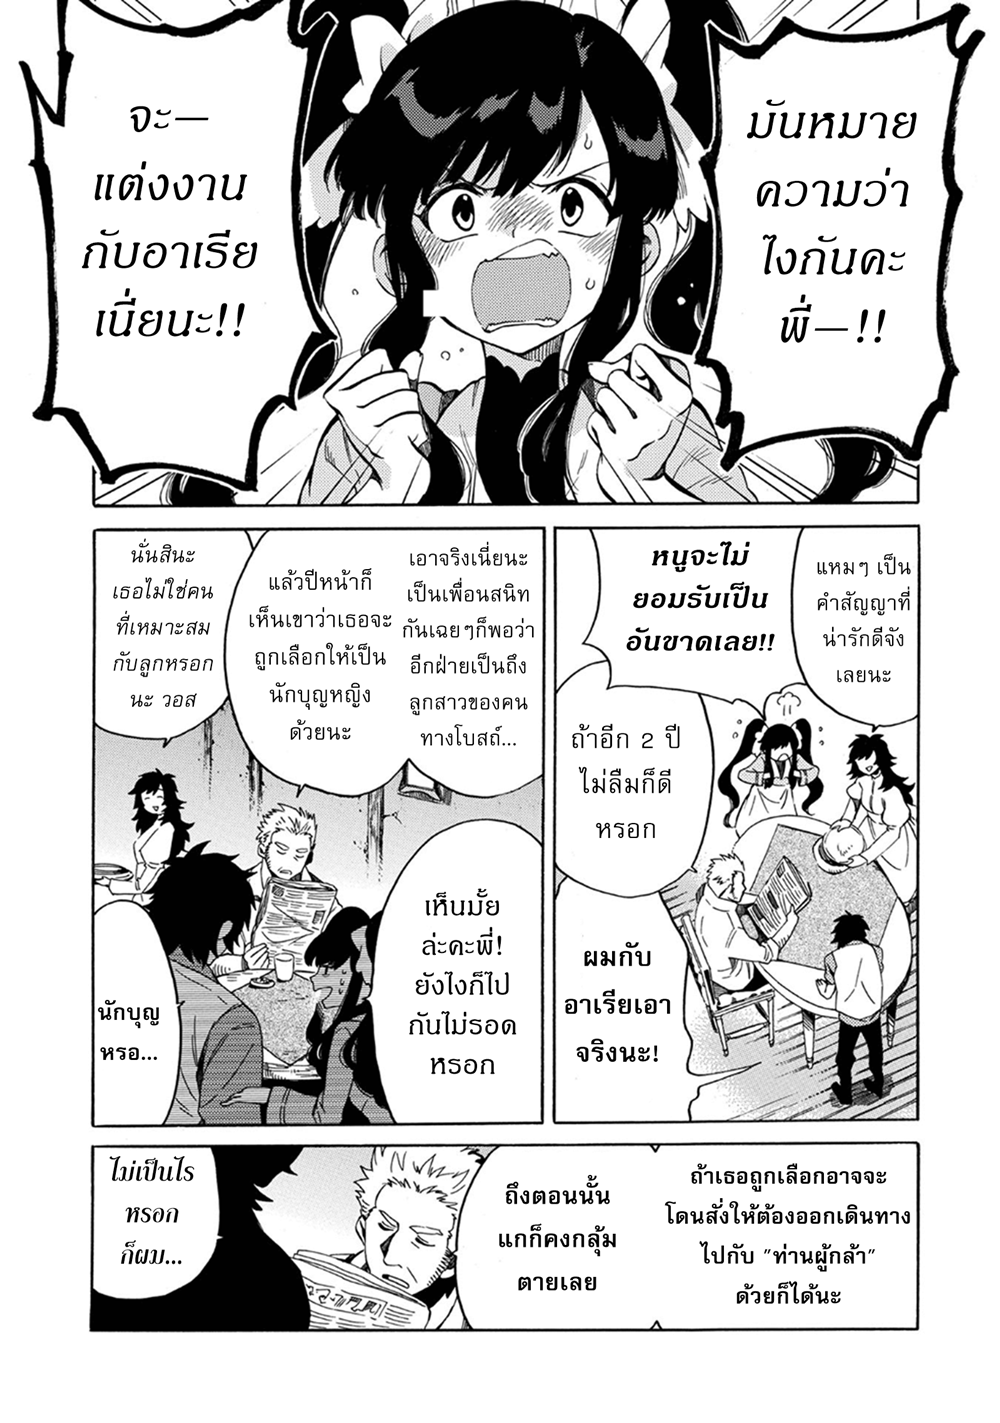 มันหมาย
ความว่า
ไงกันคะ
พี่—!!
จะ—
แต่งงาน
กับอาเรีย
เนี่ยนะ!!
แหมๆ เป็น
คำสัญญาที่
น่ารักดีจัง
เลยนะ
หนูจะไม่
ยอมรับเป็น
อันขาดเลย!!
ถ้าอีก 2 ปี
ไม่ลืมก็ดี
หรอก
ผมกับ
อาเรียเอา
จริงนะ!
เอาจริงเนี่ยนะ
เป็นเพื่อนสนิท
กันเฉยๆก็พอว่า
อีกฝ่ายเป็นถึง
ลูกสาวของคน
ทางโบสถ์...
แล้วปีหน้าก็
เห็นเขาว่าเธอจะ
ถูกเลือกให้เป็น
นักบุญหญิง
ด้วยนะ
นั่นสินะ
เธอไม่ใช่คน
ที่เหมาะสม
กับลูกหรอก
นะ วอส
เห็นมั้ย
ล่ะคะพี่!
ยังไงก็ไป
กันไม่รอด
หรอก
นักบุญ
หรอ...
ถ้าเธอถูกเลือกอาจจะ
โดนสั่งให้ต้องออกเดินทาง
ไปกับ "ท่านผู้กล้า"
ด้วยก็ได้นะ
ถึงตอนนั้น
แกก็คงกลุ้ม
ตายเลย
ไม่เป็นไร
หรอก
ก็ผม...